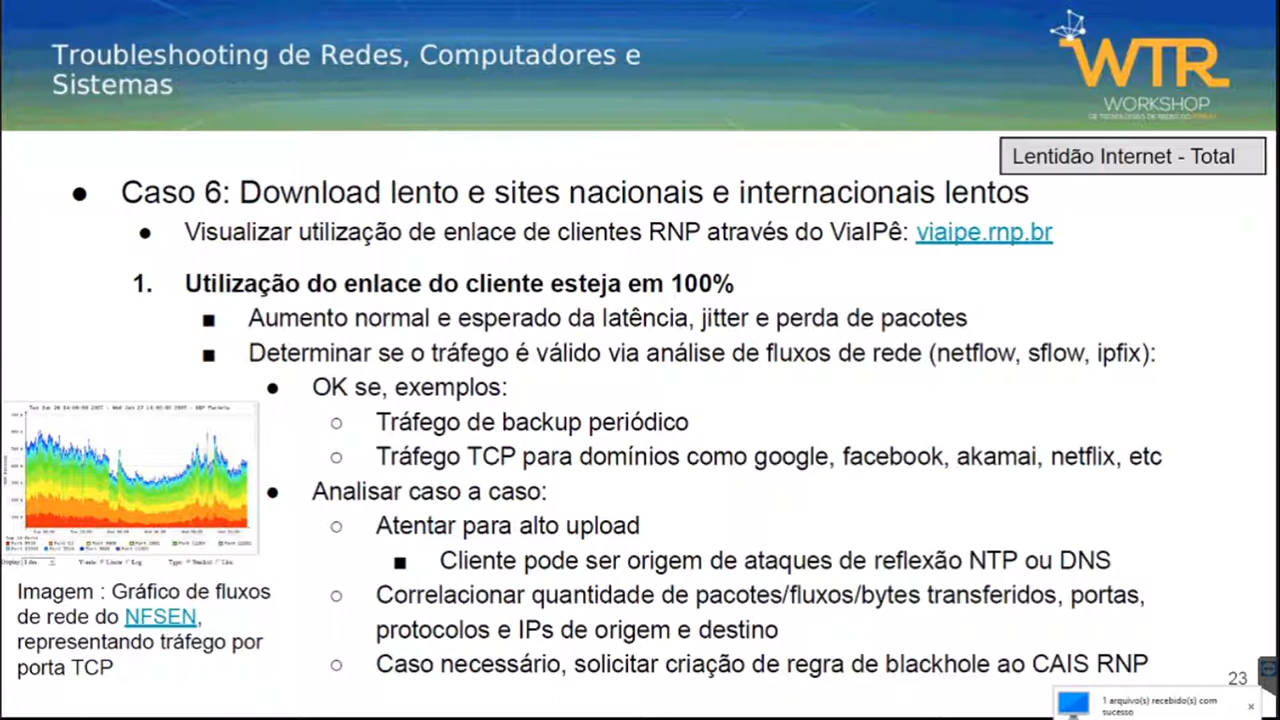 Troubleshooting de Redes, Computadores e
Sistemas
WTR
WORKSHOP
DE TECNOLOGIAS DE REDES DO
Lentidão Internet - Total
● Caso 6: Download lento e sites nacionais e internacionais lentos
● Visualizar utilização de enlace de clientes RNP através do ViaIPê: viaipe.rnp.br
1. Utilização do enlace do cliente esteja em 100%
■ Aumento normal e esperado da latência, jitter e perda de pacotes
■ Determinar se o tráfego é válido via análise de fluxos de rede (netflow, sflow, ipfix):
● OK se, exemplos:
○ Tráfego de backup periódico
○ Tráfego TCP para domínios como google, facebook, akamai, netflix, etc
● Analisar caso a caso:
○ Atentar para alto upload
■ Cliente pode ser origem de ataques de reflexão NTP ou DNS
○ Correlacionar quantidade de pacotes/fluxos/bytes transferidos, portas,
protocolos e IPs de origem e destino
○ Caso necessário, solicitar criação de regra de blackhole ao CAIS RNP
Imagem : Gráfico de fluxos
de rede do NFSEN,
representando tráfego por
porta TCP
23
1 arquivo(s) recebido(s) com
sucesso